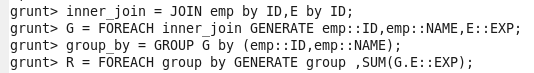 grunt> inner_join = JOIN emp by ID,E by ID;
grunt> G = FOREACH inner_join GENERATE emp::ID,emp::NAME,E::EXP;
grunt> group_by = GROUP G by (emp::ID,emp::NAME);
grunt> R = FOREACH group_by GENERATE group ,SUM(G.E::EXP);